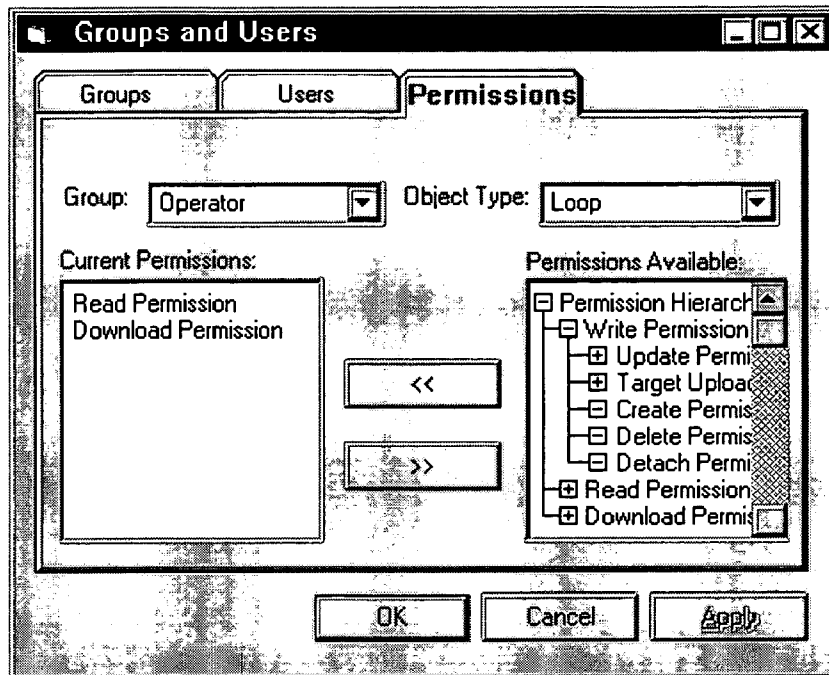 Groups and Users
Groups Users Permissions
Group: Operator Object Type: Loop
Current Permissions: Permissions Available:
Read Permission
Download Permission
Permission Hierarch
Write Permission
Update Permi
Target Uploa
<<
Create Permis
Delete Permis
>>
Detach Permi
Read Permission
Download Permis
OK Cancel Apply